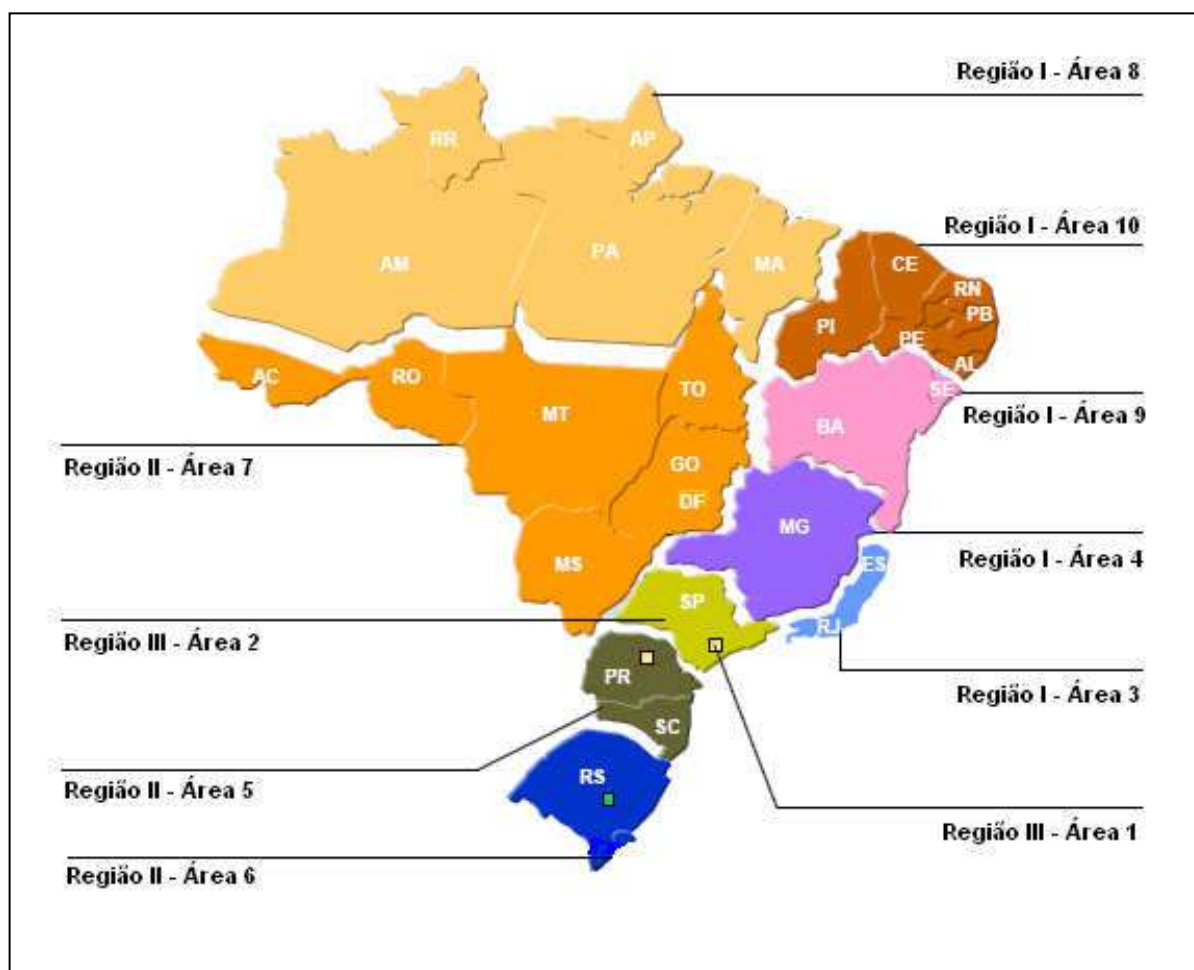 Região I - Área 8
RR
AP
Região I - Área 10
AM
PA
MA
CE
RN
PB
PI
PE
AL
AC
RO
TO
SE
Região I - Área 9
MT
BA
Região II - Área 7
GO
DF
MG
MS
ES
Região I - Área 4
SP
RJ
Região III - Área 2
PR
Região I - Área 3
SC
RS
Região II - Área 5
Região III - Área 1
Região II - Área 6